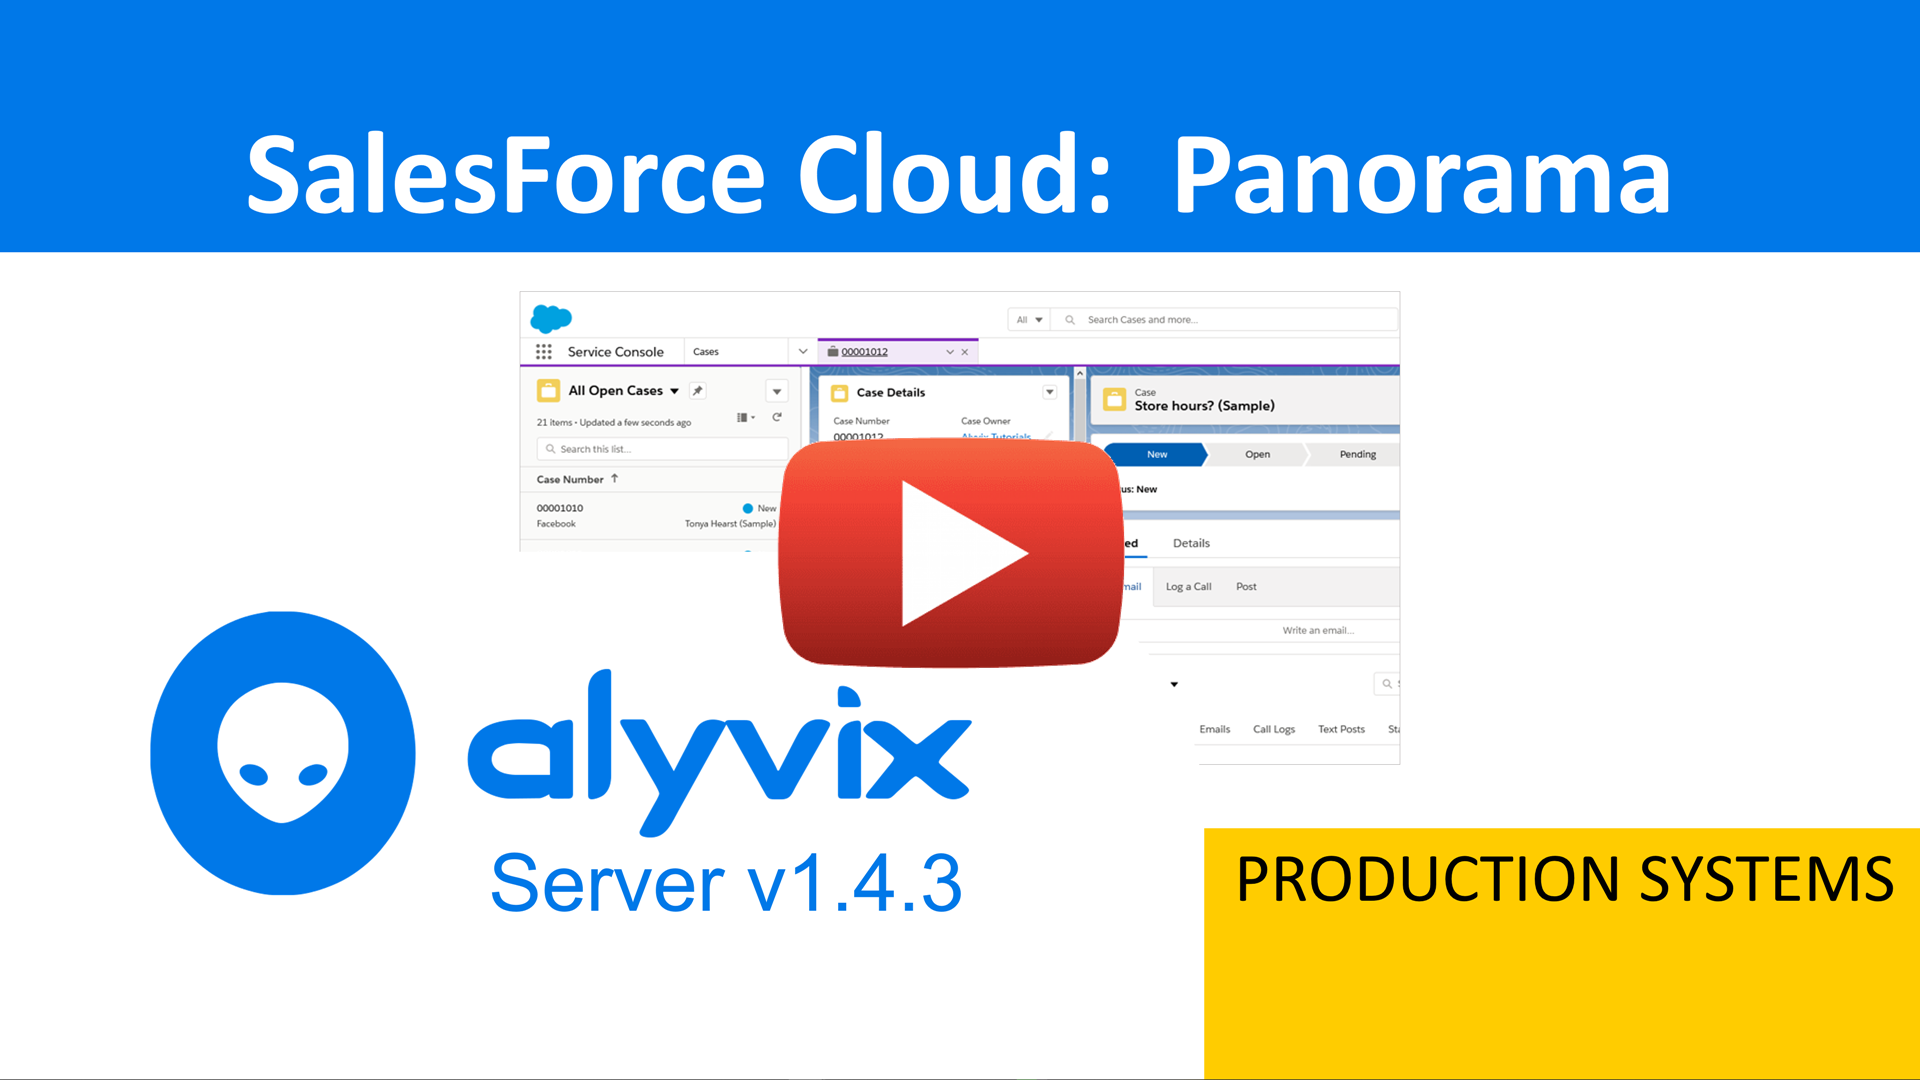 SalesForce Cloud: Panorama
All
Search Cases and more...
Service Console
Cases
00001012
All Open Cases
21 items • Updated a few seconds ago
Search this list...
Case Number
00001010
New
Facebook
Tonya Hearst (Sample)
Case Details
Case Number
Case Owner
00001012
Alyvix Tutorials
Case
Store hours? (Sample)
New
Open
Pending
us: New
ed
Details
mail
Log a Call
Post
Write an email...
Emails
Call Logs
Text Posts
alyvix
Server v1.4.3
PRODUCTION SYSTEMS